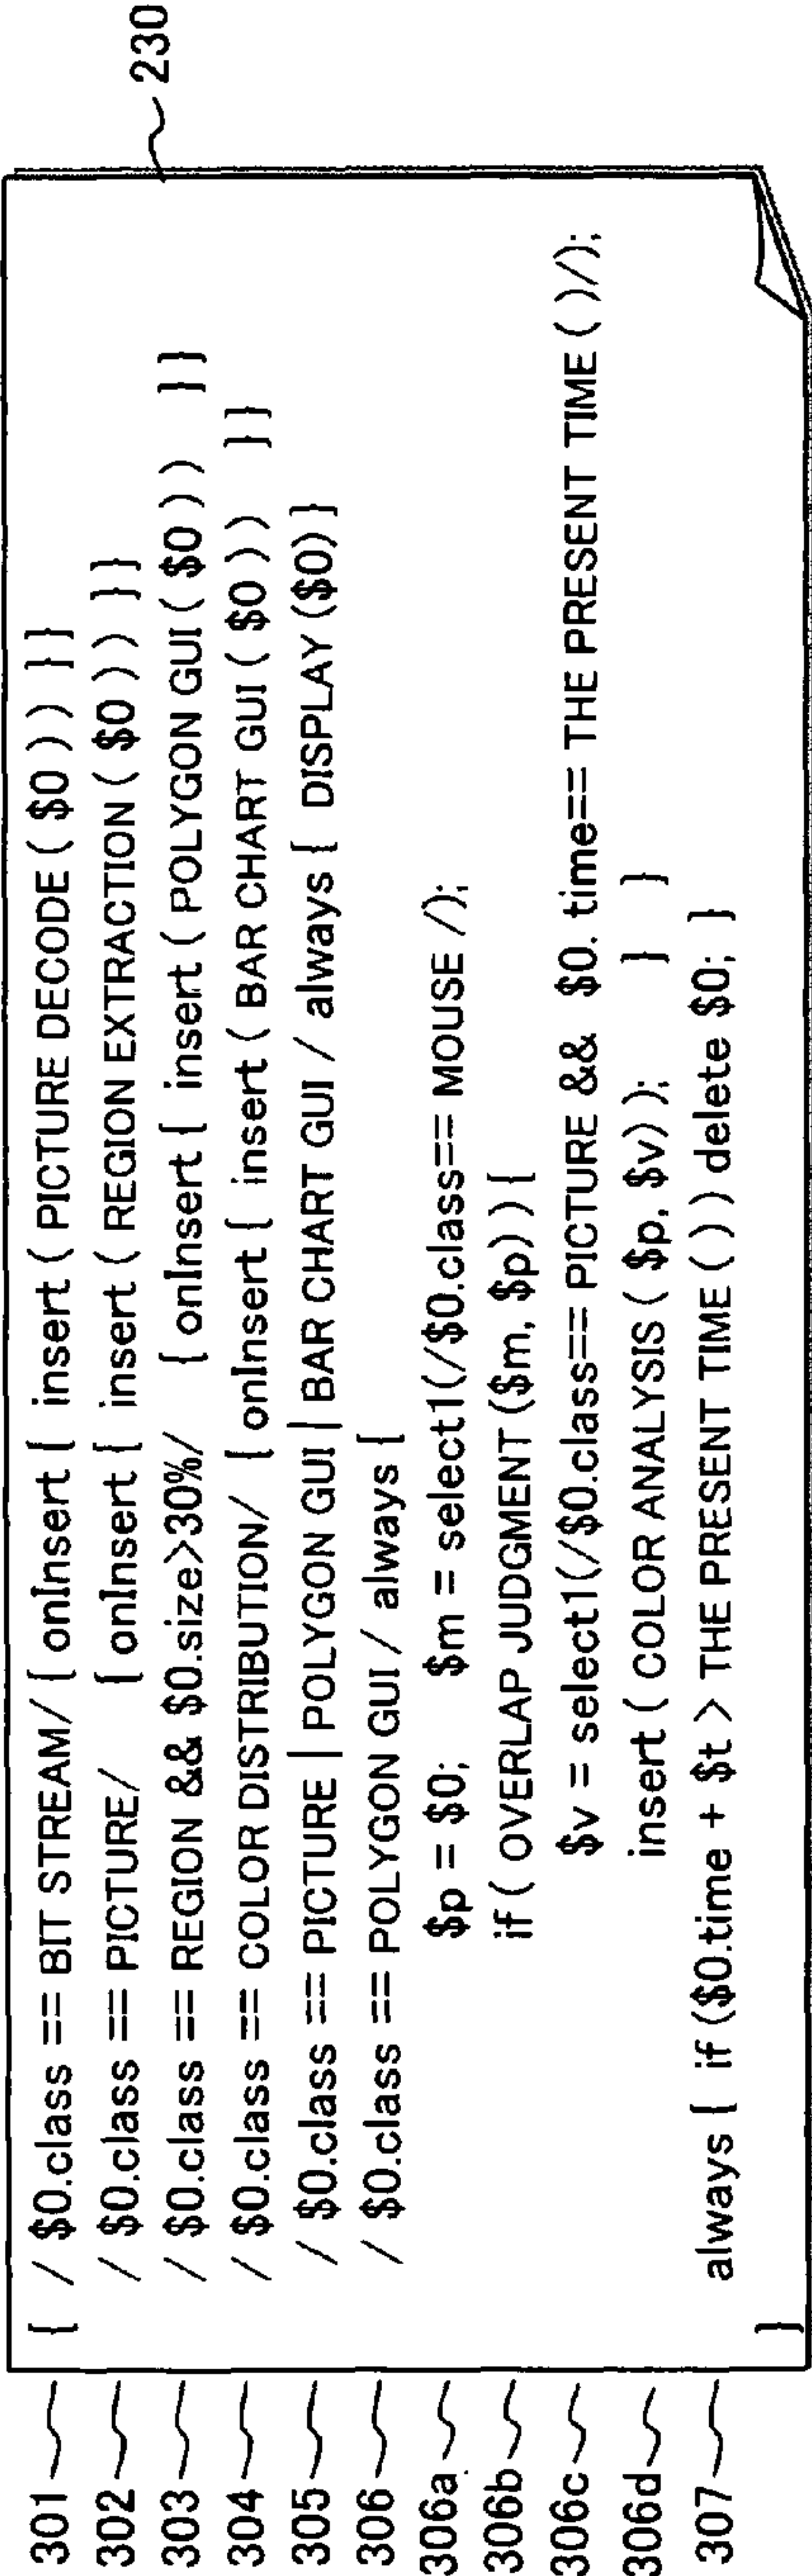 230
301 { / $0.class == BIT STREAM/ { onInsert { insert ( PICTURE DECODE ( $0 ) ) } }
302 / $0.class == PICTURE/ { onInsert { insert ( REGION EXTRACTION ( $0 ) ) } }
303 / $0.class == REGION && $0.size>30%/ { onInsert { insert ( POLYGON GUI ( $0 ) ) } }
304 / $0.class == COLOR DISTRIBUTION/ { onInsert { insert ( BAR CHART GUI ( $0 ) ) } }
305 / $0.class == PICTURE | POLYGON GUI | BAR CHART GUI / always { DISPLAY ($0) }
306 / $0.class == POLYGON GUI / always {
306a $p = $0; $m = select1(/$0.class== MOUSE /);
306b if ( OVERLAP JUDGMENT ($m, $p) ) {
306c $v = select1(/$0.class== PICTURE && $0. time== THE PRESENT TIME ( )/);
306d insert ( COLOR ANALYSIS ( $p, $v) ); } }
307 always { if ($0.time + $t > THE PRESENT TIME ( ) ) delete $0; }
}